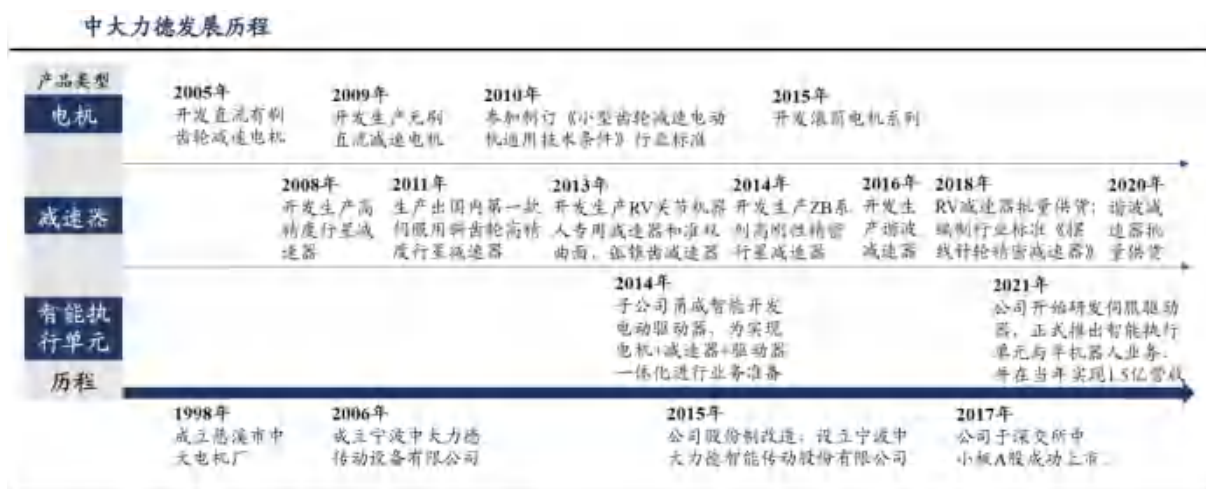 中大力德发展历程
产品类型
电机
2005年
开发直流有刷
齿轮减速电机
2009年
开发生产无刷
直流减速电机
2010年
参加制订《小型齿轮减速电动
机通用技术条件》行业标准
2015年
开发滚筒电机系列
减速器
2008年
开发生产高
精度行星减
速器
2011年
生产出国内第一款
伺服用斜齿轮高精
度行星减速器
2013年
开发生产RV关节机器
人专用减速器和准双
曲面、弧锥齿减速器
2014年
开发生产ZB系
列高刚性精密
行星减速器
2016年
开发生
产谐波
减速器
2018年
RV减速器批量供货；
编制行业标准《摆
线针轮精密减速器》
2020年
谐波减
速器批
量供货
智能执
行单元
2014年
子公司甬威智能开发
电动驱动器，为实现
电机+减速器+驱动器
一体化进行业务准备
2021年
公司开始研发伺服驱动
器，正式推出智能执行
单元与半机器人业务，
并在当年实现1.5亿营收
历程
1998年
成立慈溪市中
大电机厂
2006年
成立宁波中大力德
传动设备有限公司
2015年
公司股份制改造，设立宁波中
大力德智能传动股份有限公司
2017年
公司于深交所中
小板A股成功上市